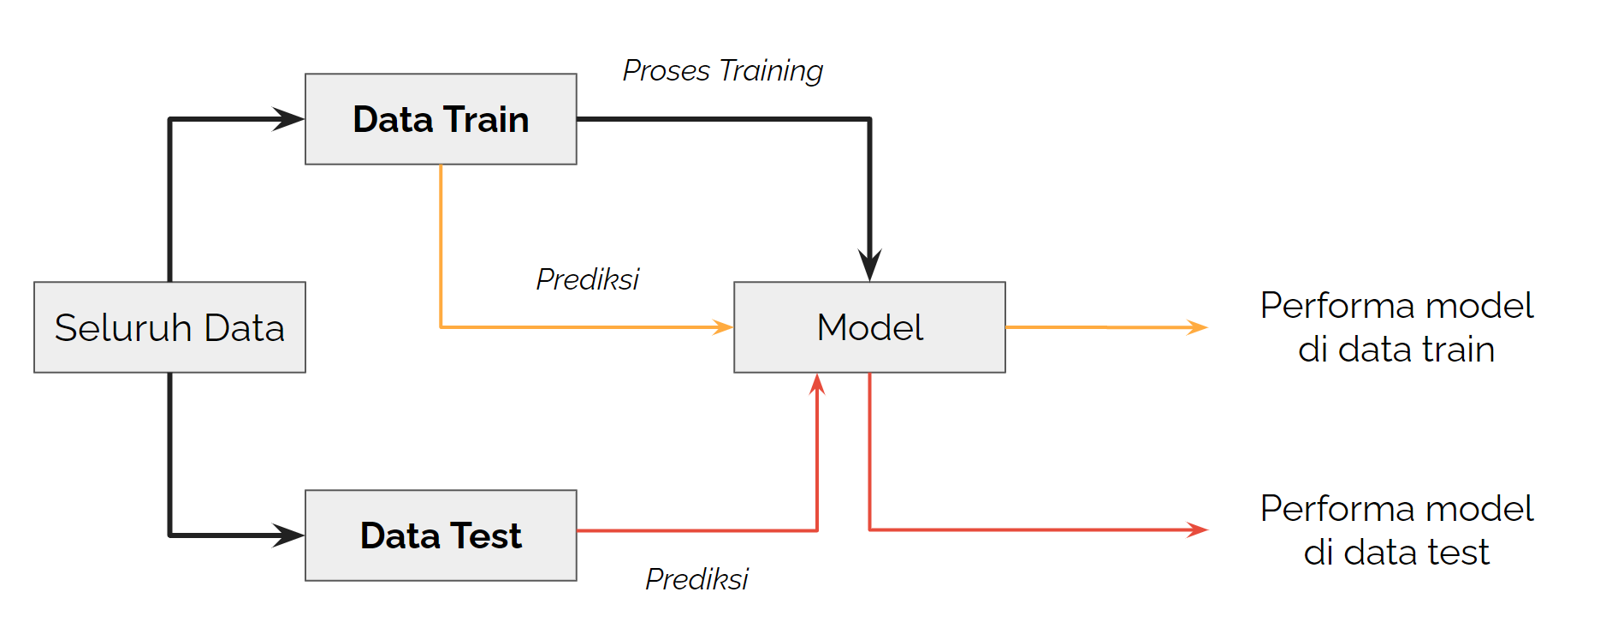 Proses Training
Data Train
Prediksi
Seluruh Data
Model
Performa model
di data train
Data Test
Prediksi
Performa model
di data test